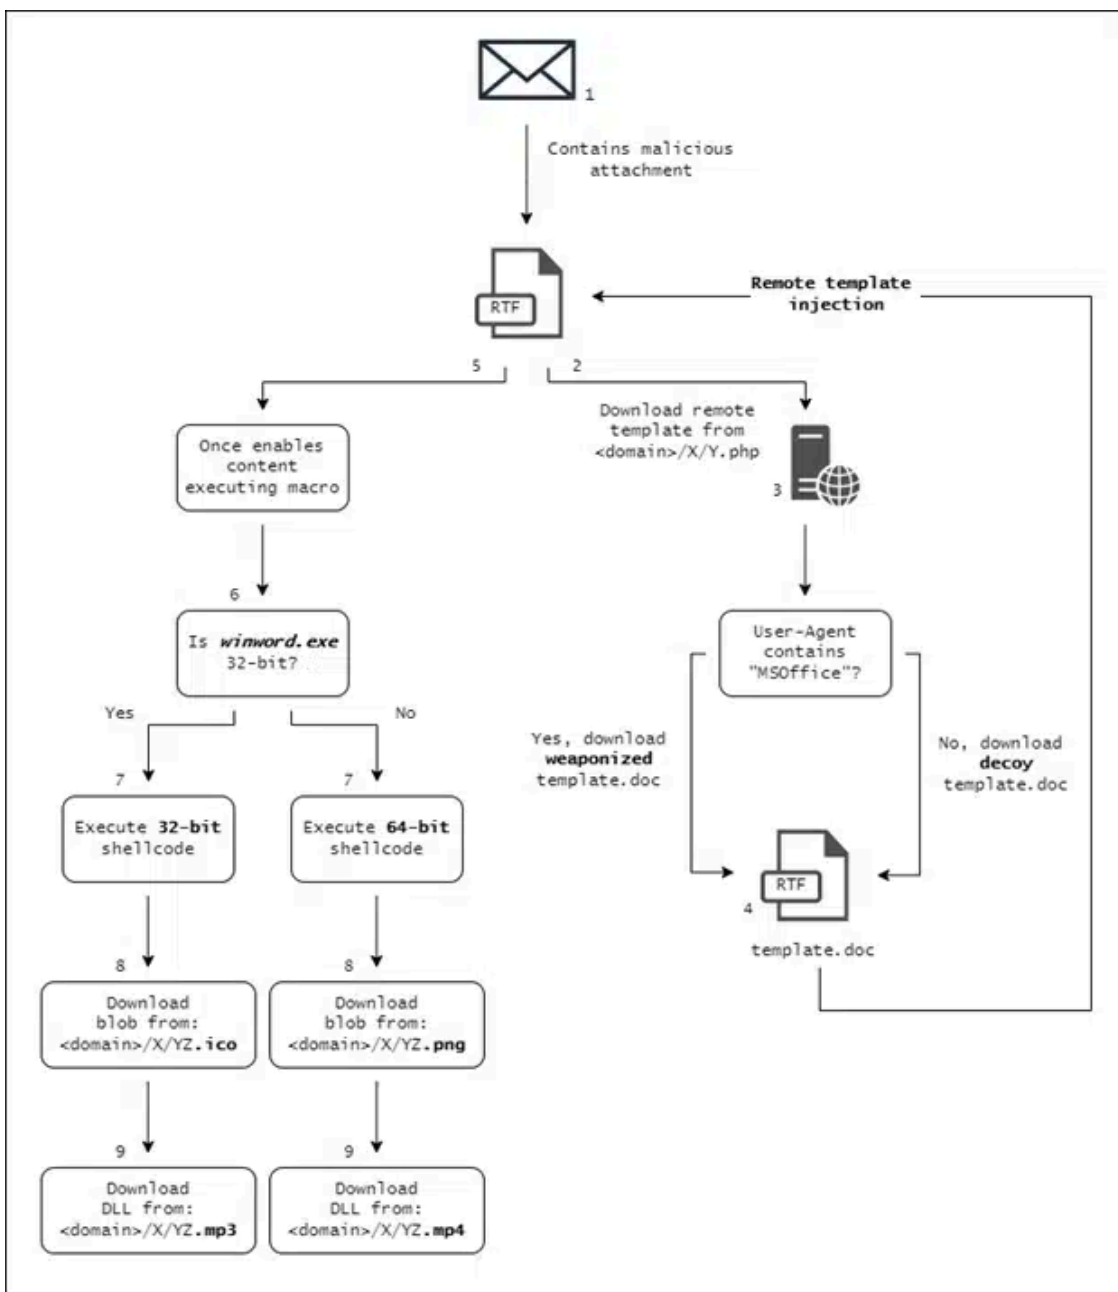 1
Contains malicious
attachment
RTF
Remote template
injection
5
2
Once enables
content
executing macro
Download remote
template from
<domain>/X/Y.php
3
6
Is winword.exe
32-bit?
User-Agent
contains
"MSOffice"?
Yes
No
Yes, download
weaponized
template.doc
No, download
decoy
template.doc
7
Execute 32-bit
shellcode
7
Execute 64-bit
shellcode
RTF
4
template.doc
8
Download
blob from:
<domain>/X/YZ.ico
8
Download
blob from:
<domain>/X/YZ.png
9
Download
DLL from:
<domain>/X/YZ.mp3
9
Download
DLL from:
<domain>/X/YZ.mp4